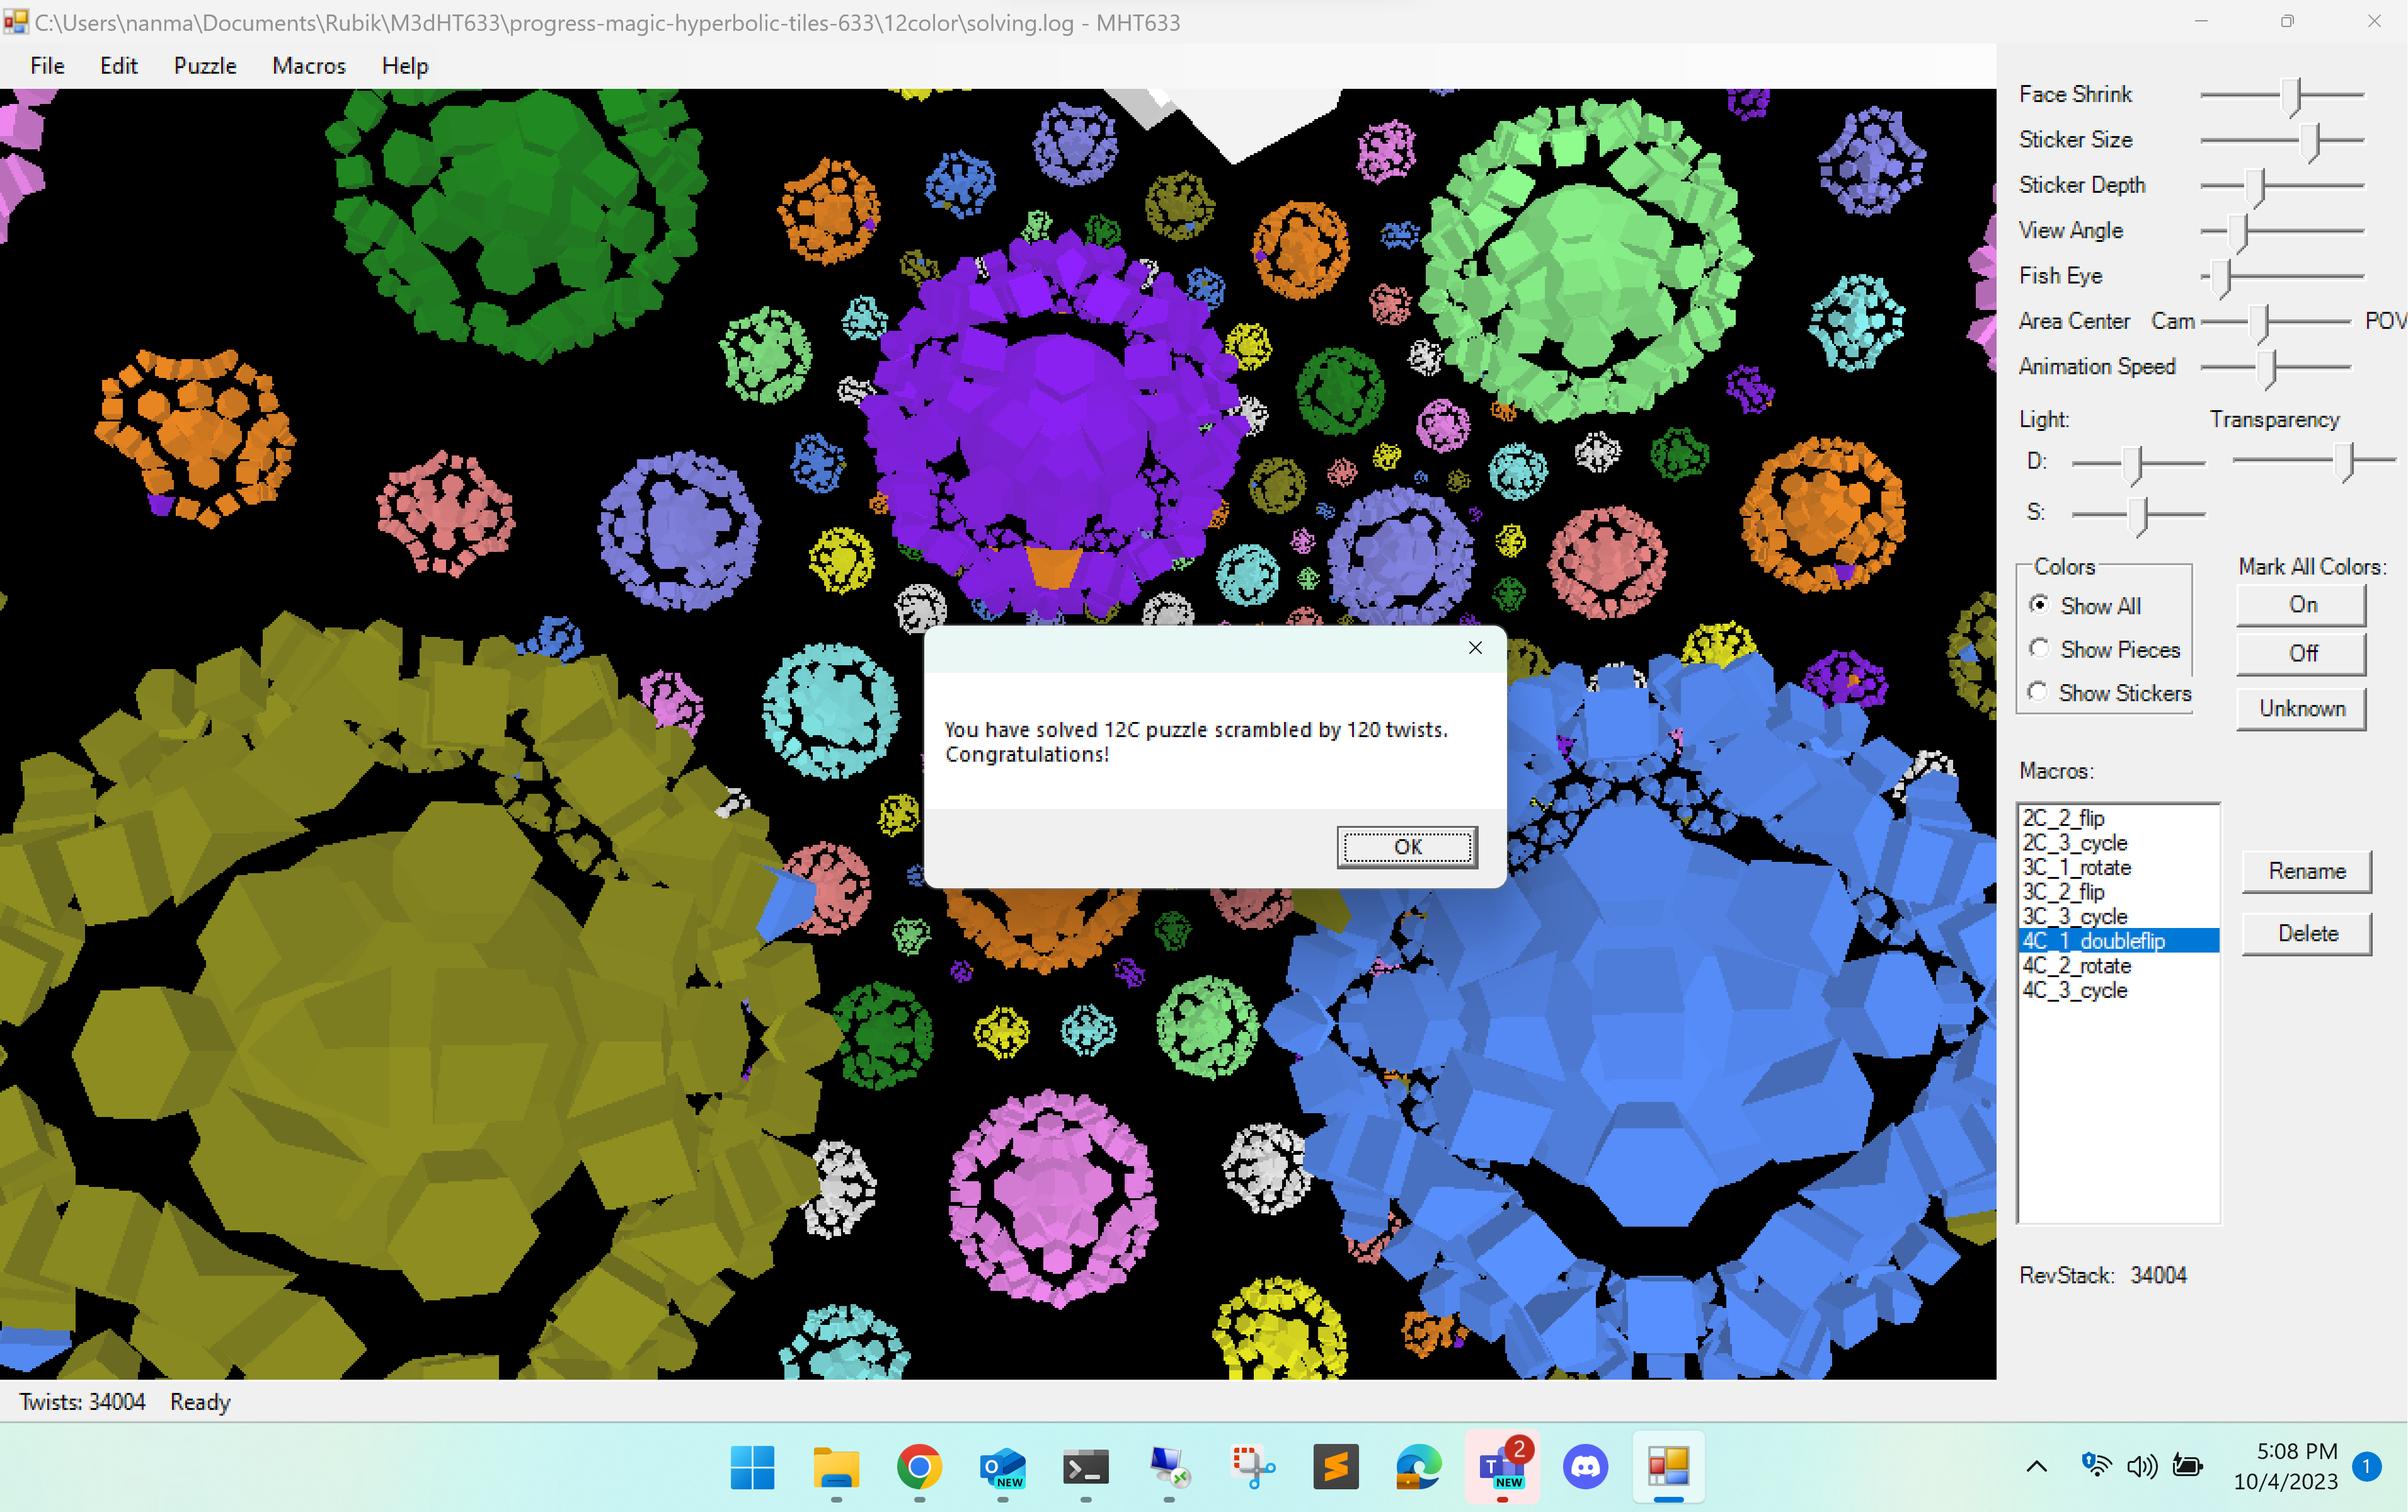 C:\Users\nanma\Documents\Rubik\M3dHT633\progress-magic-hyperbolic-tiles-633\12color\solving.log - MHT633
File Edit Puzzle Macros Help
Face Shrink
Sticker Size
Sticker Depth
View Angle
Fish Eye
Area Center Cam POV
Animation Speed
Light: Transparency
D:
S:
Colors Mark All Colors:
Show All On
Show Pieces Off
Show Stickers Unknown
You have solved 12C puzzle scrambled by 120 twists.
Congratulations!
OK
Macros:
2C_2_flip
2C_3_cycle
3C_1_rotate
3C_2_flip
3C_3_cycle
4C_1_doubleflip
4C_2_rotate
4C_3_cycle
Rename
Delete
RevStack: 34004
Twists: 34004 Ready
O NEW
T NEW 2
5:08 PM
10/4/2023
1